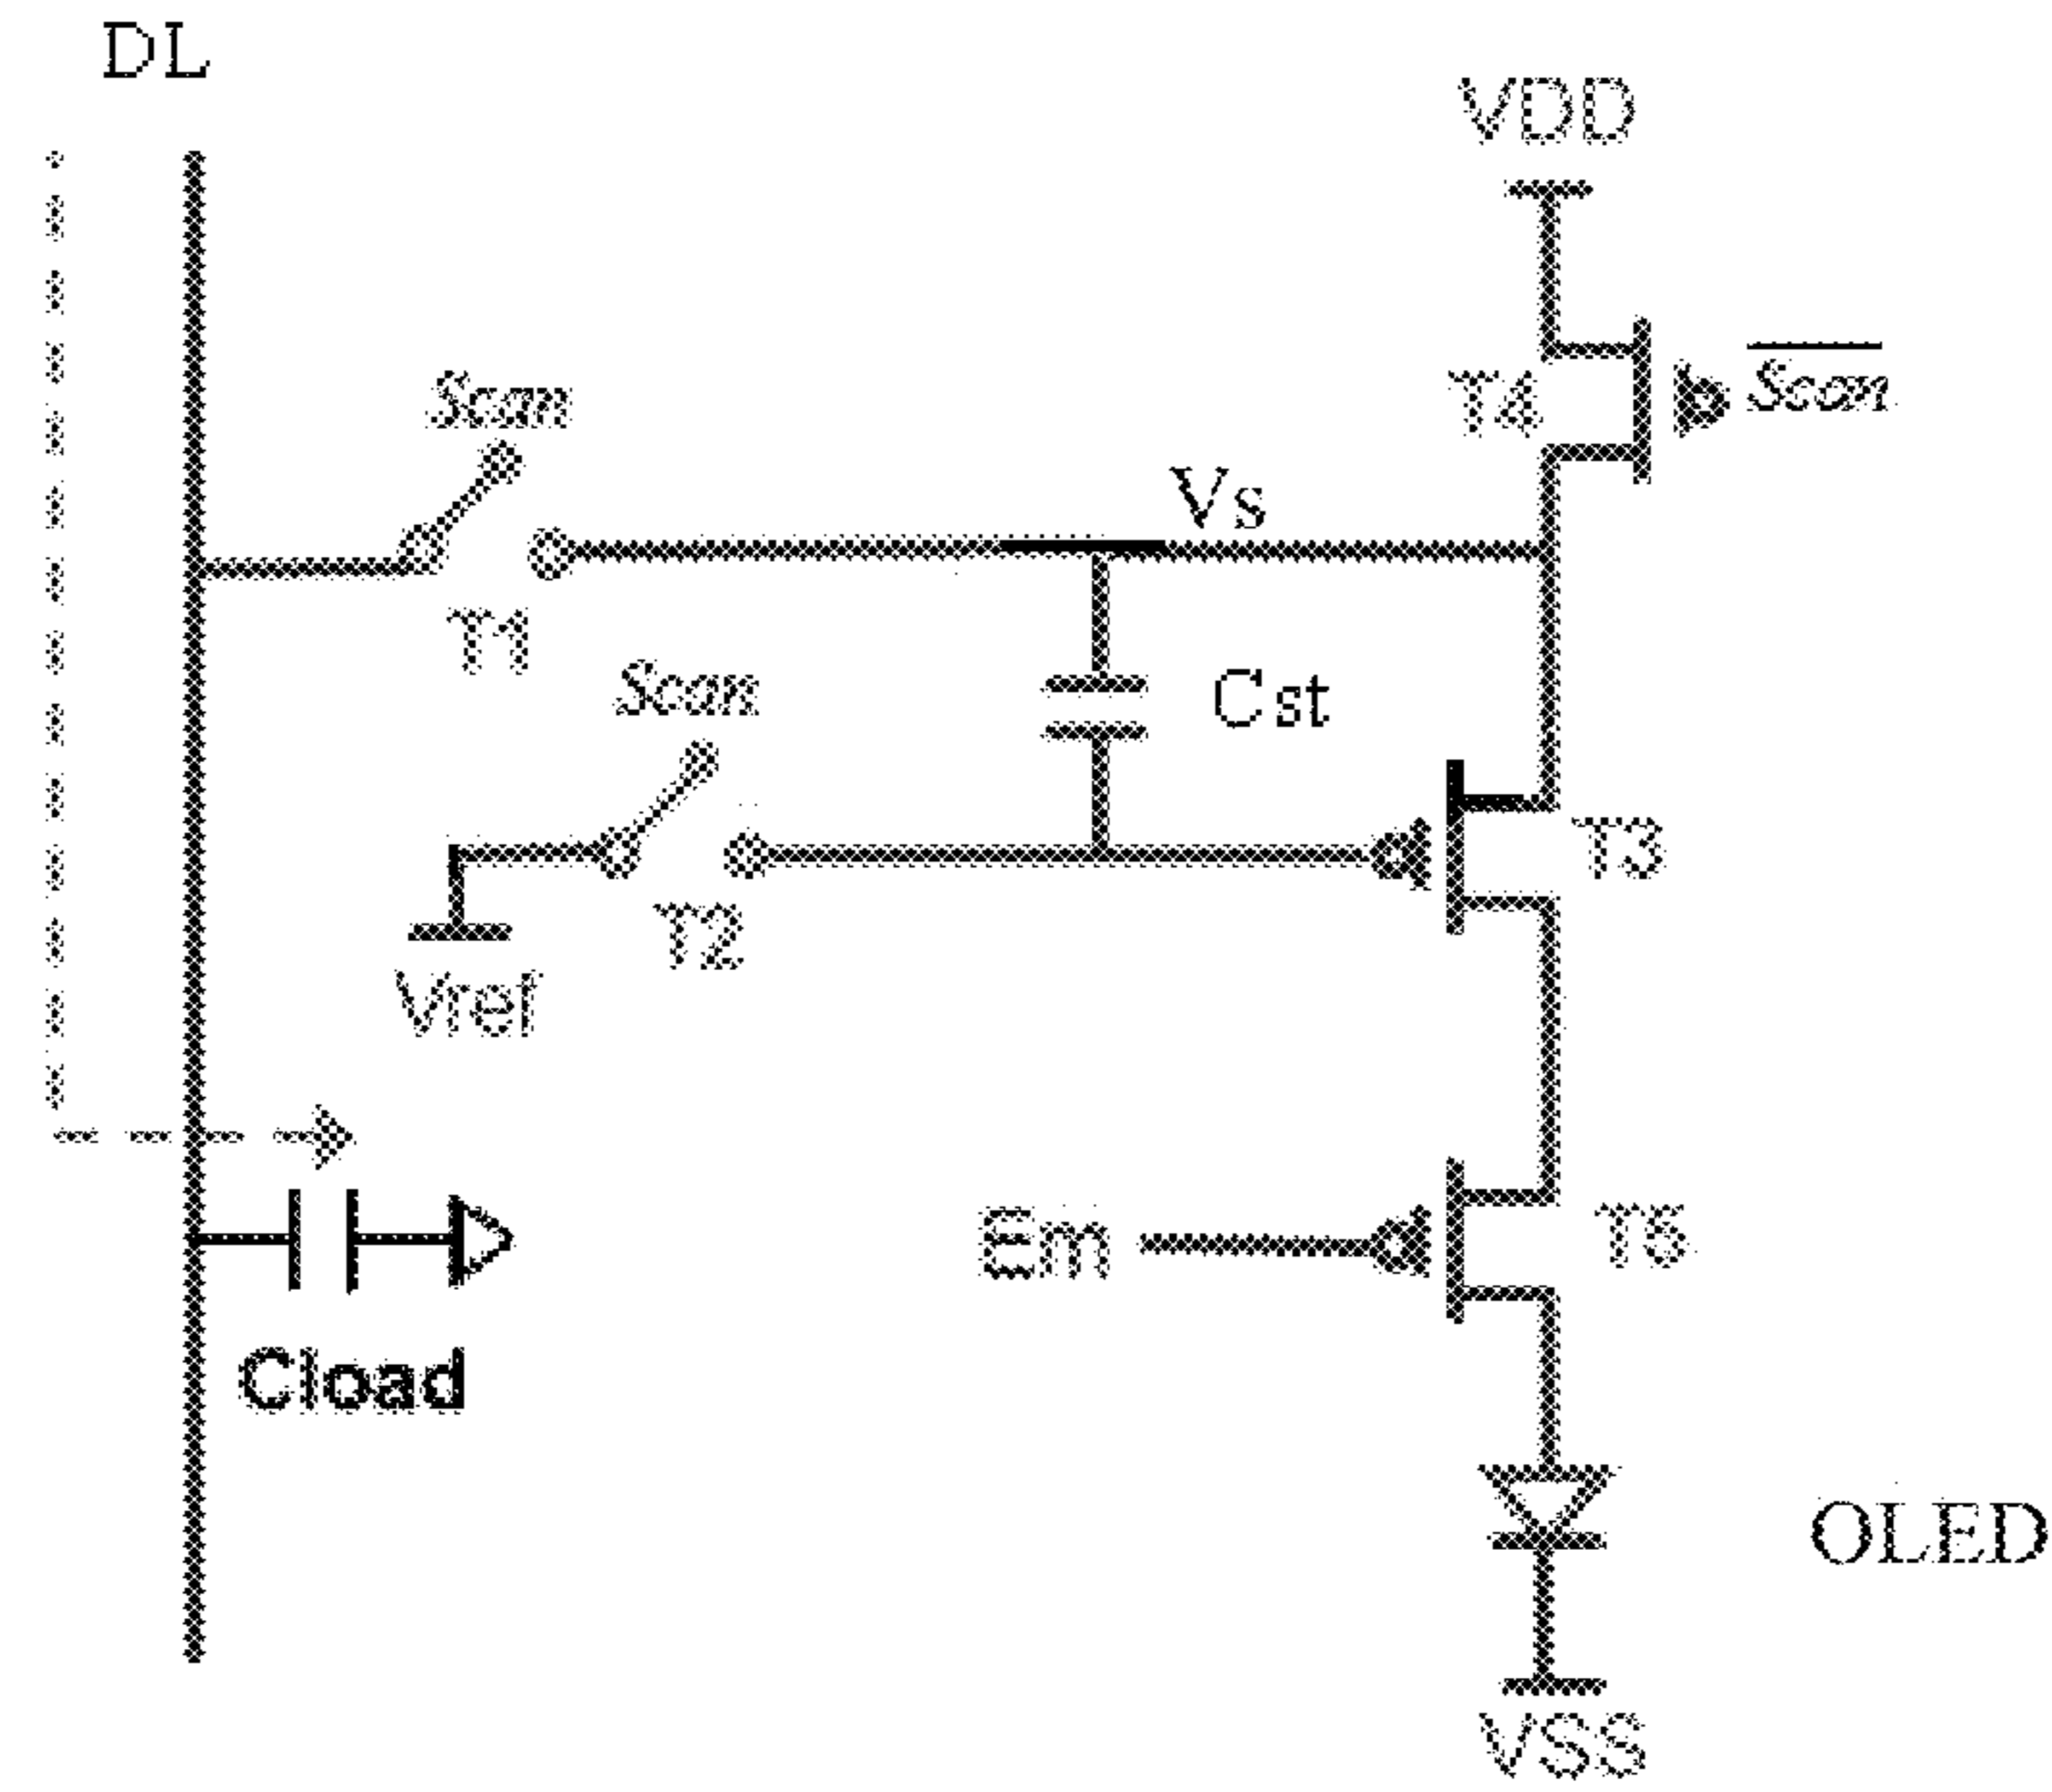 DL
VDD
Scan
T4
Scan
Vs
T1
Scan
Cst
T3
T2
Vref
Em
T5
Cload
OLED
VSS